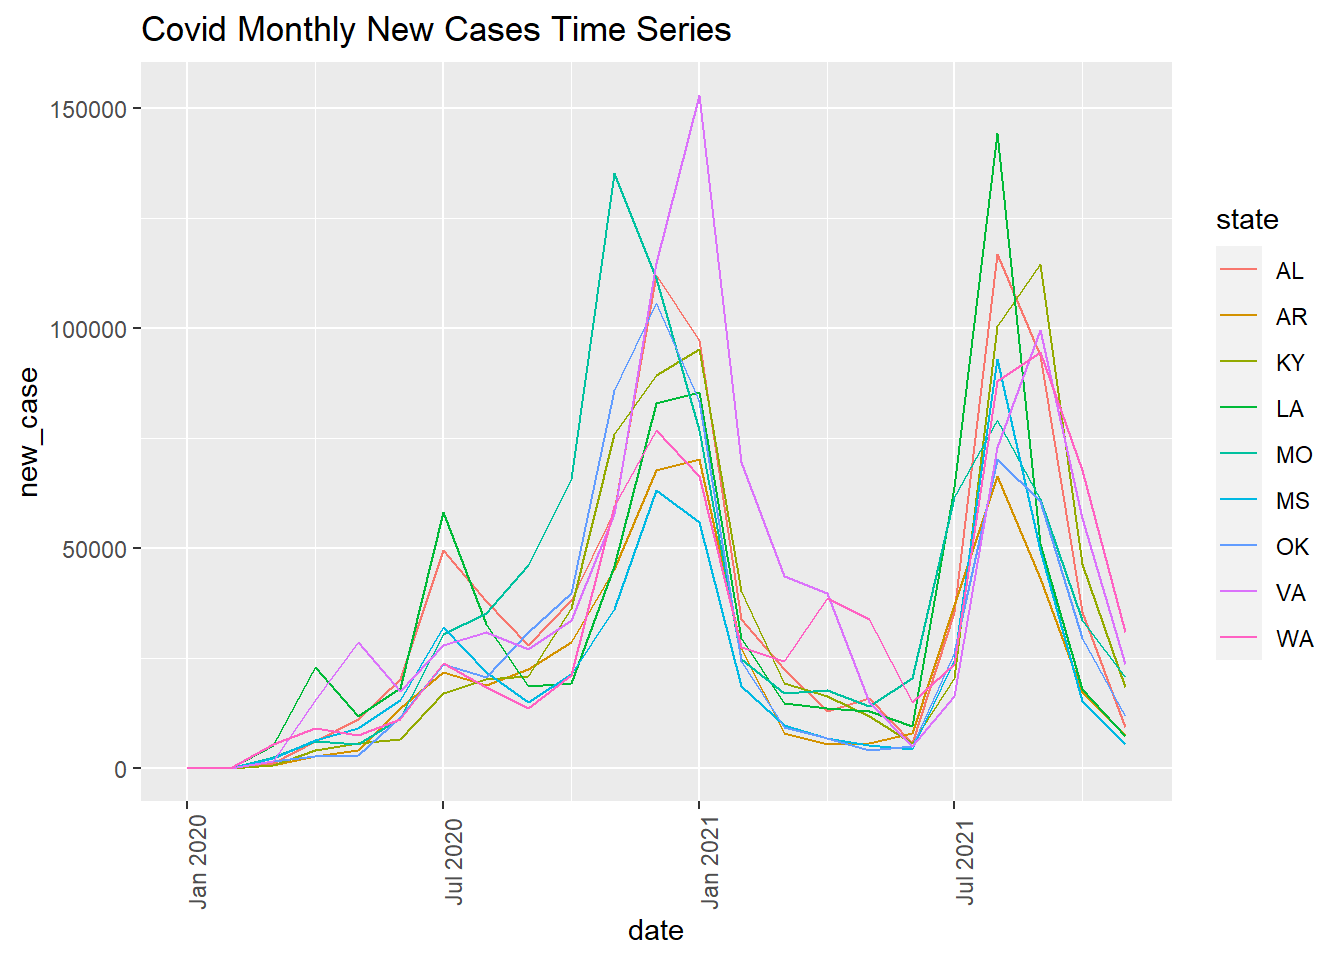 Covid Monthly New Cases Time Series
150000
100000
50000
0
new_case
Jan 2020
Jul 2020
Jan 2021
Jul 2021
date
state
AL
AR
KY
LA
MO
MS
OK
VA
WA